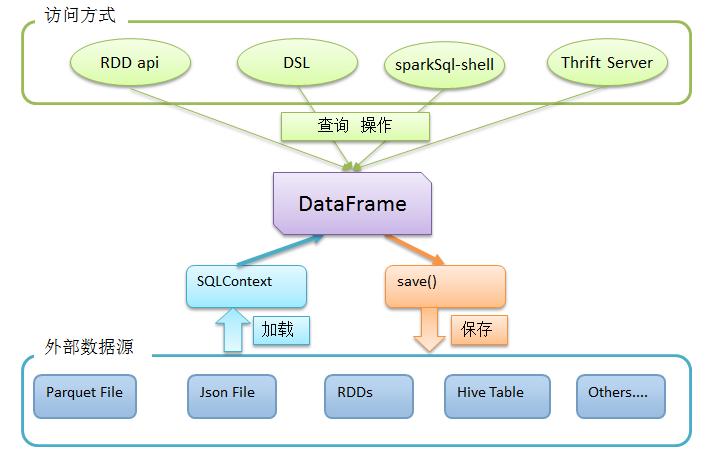 访问方式
RDD api
DSL
sparkSql-shell
Thrift Server
查询 操作
DataFrame
SQLContext
save()
加载
保存
外部数据源
Parquet File
Json File
RDDs
Hive Table
Others....